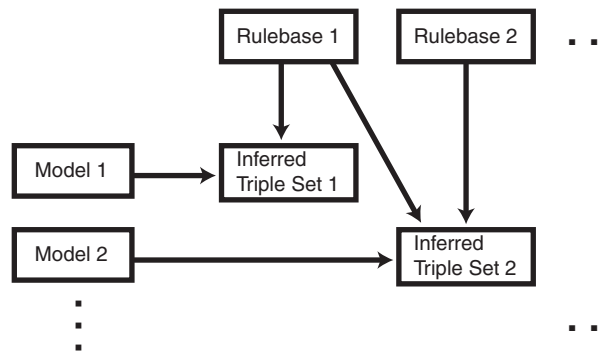 Rulebase 1
Rulebase 2
Model 1
Inferred
Triple Set 1
Model 2
Inferred
Triple Set 2